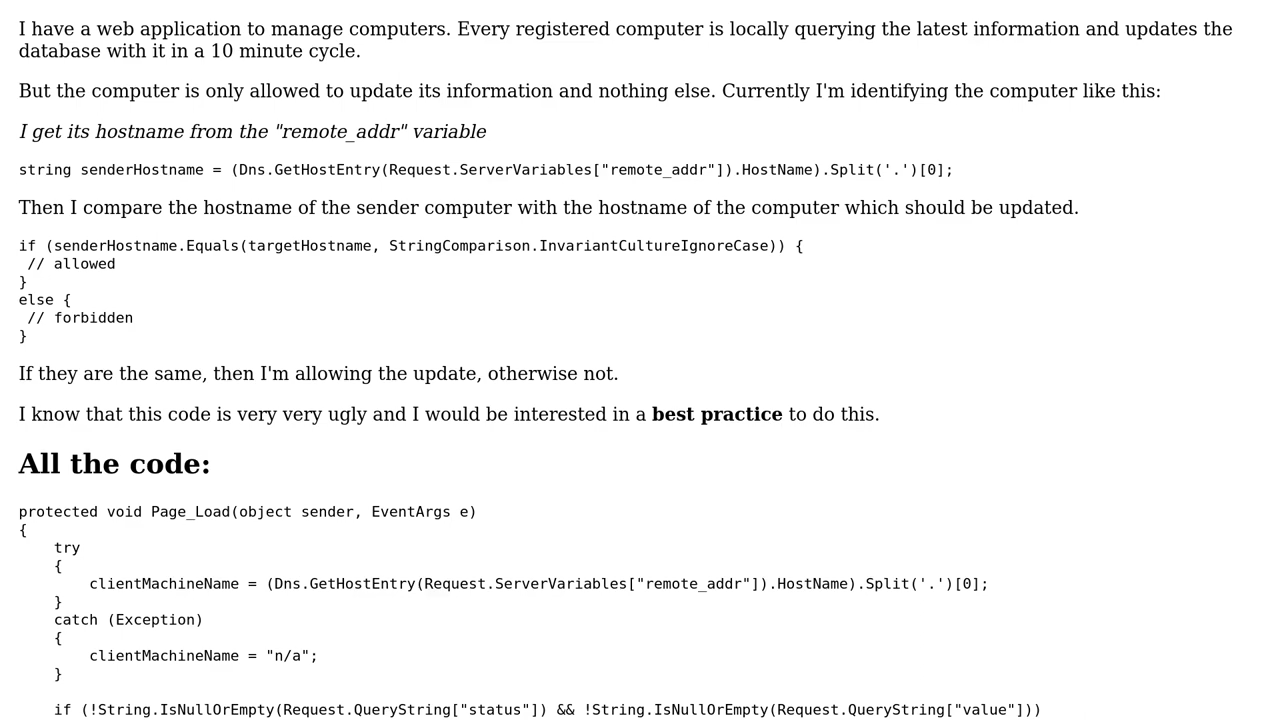 I have a web application to manage computers. Every registered computer is locally querying the latest information and updates the
database with it in a 10 minute cycle.
But the computer is only allowed to update its information and nothing else. Currently I'm identifying the computer like this:
I get its hostname from the "remote_addr" variable
string senderHostname = (Dns.GetHostEntry(Request.ServerVariables["remote_addr"]).HostName).Split('.')[0];
Then I compare the hostname of the sender computer with the hostname of the computer which should be updated.
if (senderHostname.Equals(targetHostname, StringComparison.InvariantCultureIgnoreCase)) {
 // allowed
}
else {
 // forbidden
}
If they are the same, then I'm allowing the update, otherwise not.
I know that this code is very very ugly and I would be interested in a best practice to do this.
All the code:
protected void Page_Load(object sender, EventArgs e)
{
    try
    {
        clientMachineName = (Dns.GetHostEntry(Request.ServerVariables["remote_addr"]).HostName).Split('.')[0];
    }
    catch (Exception)
    {
        clientMachineName = "n/a";
    }
    if (!String.IsNullOrEmpty(Request.QueryString["status"]) && !String.IsNullOrEmpty(Request.QueryString["value"]))